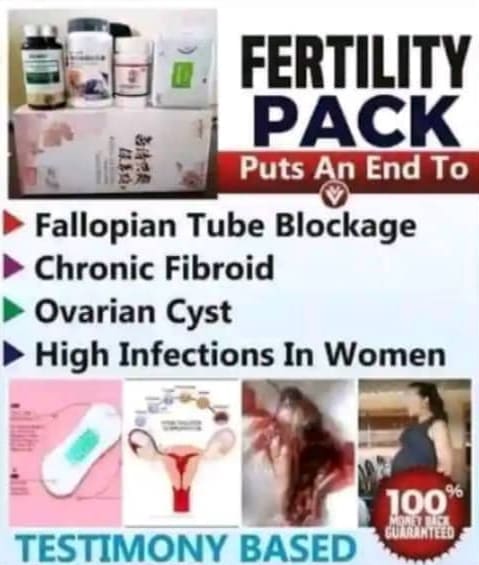 FERTILITY
PACK
Puts An End To
Fallopian Tube Blockage
Chronic Fibroid
Ovarian Cyst
High Infections In Women
100%
MONEY BACK
GUARANTEED
TESTIMONY BASED